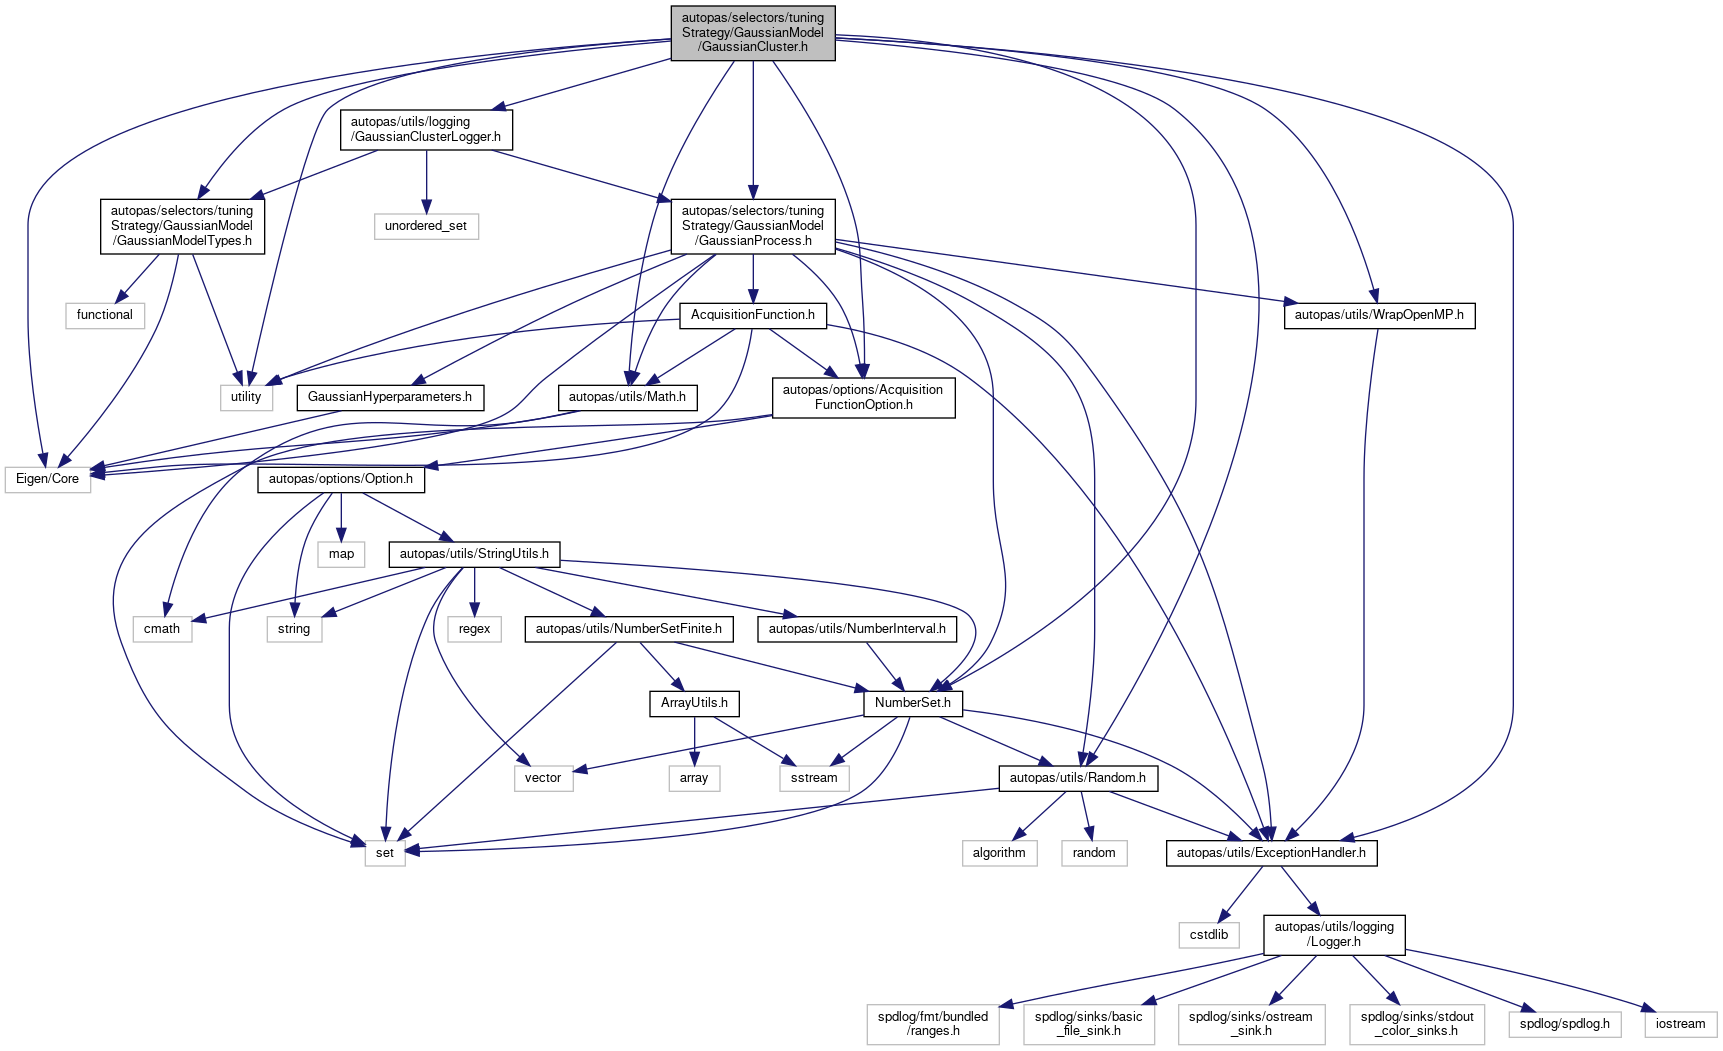 autopas/selectors/tuning
Strategy/GaussianModel
/GaussianCluster.h
autopas/utils/logging
/GaussianClusterLogger.h
autopas/selectors/tuning
Strategy/GaussianModel
/GaussianModelTypes.h
unordered_set
autopas/selectors/tuning
Strategy/GaussianModel
/GaussianProcess.h
functional
AcquisitionFunction.h
autopas/utils/WrapOpenMP.h
utility
GaussianHyperparameters.h
autopas/utils/Math.h
autopas/options/Acquisition
FunctionOption.h
Eigen/Core
autopas/options/Option.h
map
autopas/utils/StringUtils.h
cmath
string
regex
autopas/utils/NumberSetFinite.h
autopas/utils/NumberInterval.h
ArrayUtils.h
NumberSet.h
vector
array
sstream
autopas/utils/Random.h
set
algorithm
random
autopas/utils/ExceptionHandler.h
cstdlib
autopas/utils/logging
/Logger.h
spdlog/fmt/bundled
/ranges.h
spdlog/sinks/basic
_file_sink.h
spdlog/sinks/ostream
_sink.h
spdlog/sinks/stdout
_color_sinks.h
spdlog/spdlog.h
iostream